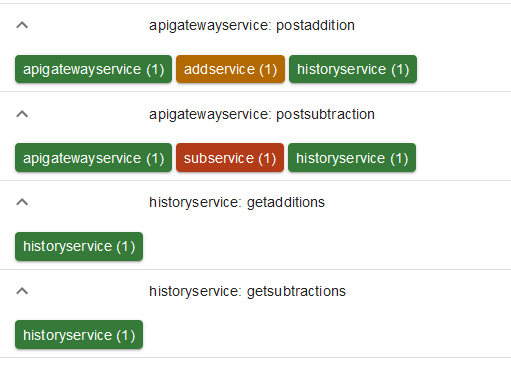 apigatewayservice: postaddition
apigatewayservice (1) addservice (1) historyservice (1)
apigatewayservice: postsubtraction
apigatewayservice (1) subservice (1) historyservice (1)
historyservice: getadditions
historyservice (1)
historyservice: getsubtractions
historyservice (1)